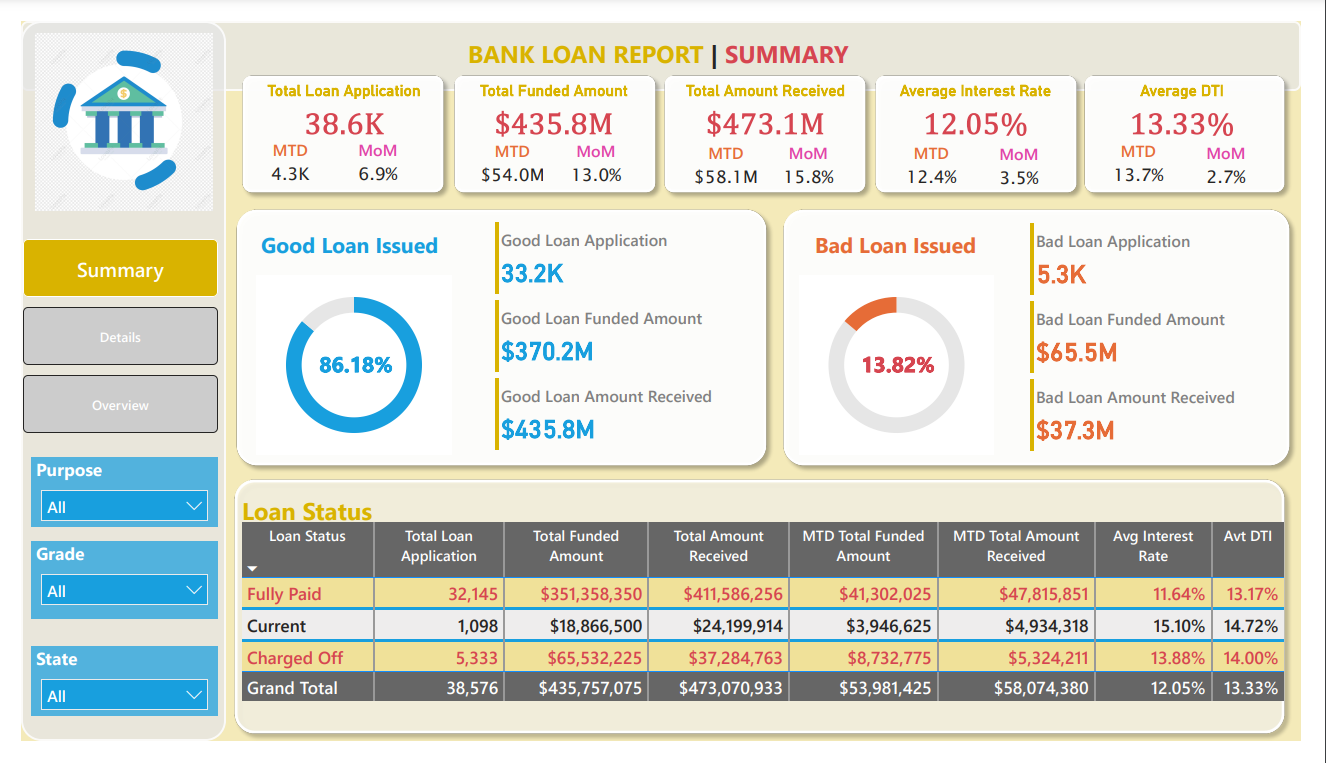 BANK LOAN REPORT | SUMMARY
Total Loan Application
38.6K
MTD MoM
4.3K 6.9%
Total Funded Amount
$435.8M
MTD MoM
$54.0M 13.0%
Total Amount Received
$473.1M
MTD MoM
$58.1M 15.8%
Average Interest Rate
12.05%
MTD MoM
12.4% 3.5%
Average DTI
13.33%
MTD MoM
13.7% 2.7%
$
Summary
Details
Overview
Purpose
All
Grade
All
State
All
Good Loan Issued
86.18%
Good Loan Application
33.2K
Good Loan Funded Amount
$370.2M
Good Loan Amount Received
$435.8M
Bad Loan Issued
13.82%
Bad Loan Application
5.3K
Bad Loan Funded Amount
$65.5M
Bad Loan Amount Received
$37.3M
Loan Status
Loan Status Total Loan Application Total Funded Amount Total Amount Received MTD Total Funded Amount MTD Total Amount Received Avg Interest Rate Avt DTI
Fully Paid 32,145 $351,358,350 $411,586,256 $41,302,025 $47,815,851 11.64% 13.17%
Current 1,098 $18,866,500 $24,199,914 $3,946,625 $4,934,318 15.10% 14.72%
Charged Off 5,333 $65,532,225 $37,284,763 $8,732,775 $5,324,211 13.88% 14.00%
Grand Total 38,576 $435,757,075 $473,070,933 $53,981,425 $58,074,380 12.05% 13.33%